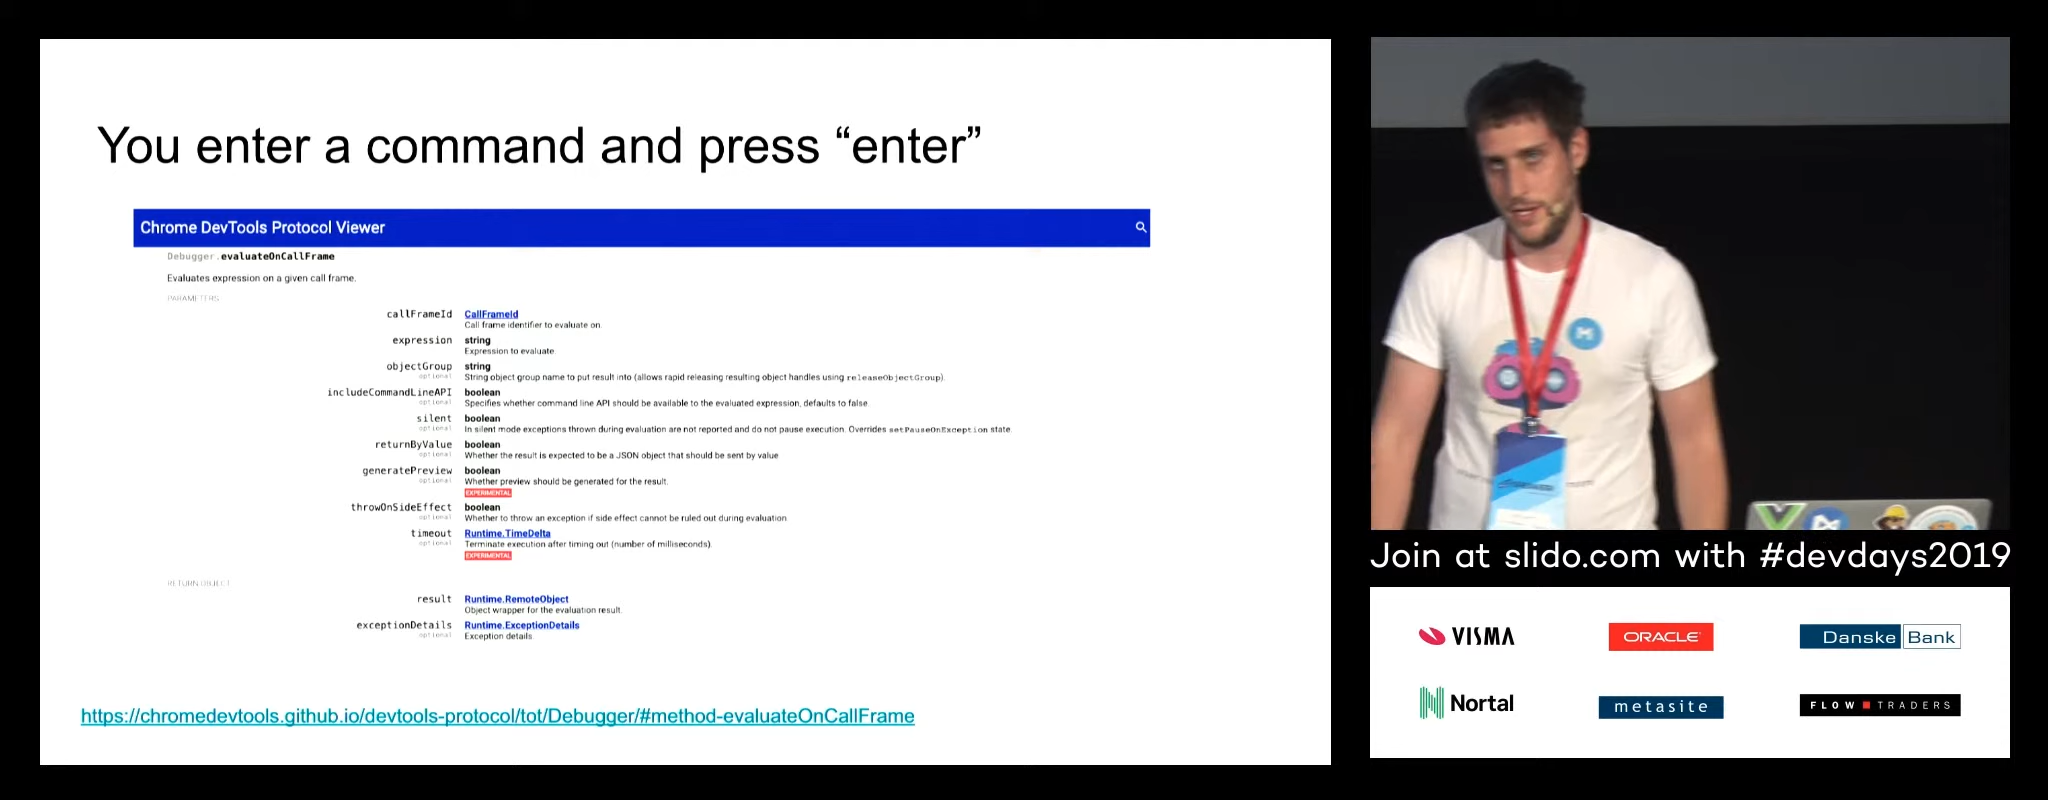 You enter a command and press “enter”
Chrome DevTools Protocol Viewer
Debugger.evaluateOnCallFrame
Evaluates expression on a given call frame.
PARAMETERS
callFrameId CallFrameId
Call frame identifier to evaluate on.
expression string
Expression to evaluate.
objectGroup string
optional String object group name to put result into (allows rapid releasing resulting object handles using releaseObjectGroup).
includeCommandLineAPI boolean
optional Specifies whether command line API should be available to the evaluated expression, defaults to false.
silent boolean
optional In silent mode exceptions thrown during evaluation are not reported and do not pause execution. Overrides setPauseOnException state.
returnByValue boolean
optional Whether the result is expected to be a JSON object that should be sent by value.
generatePreview boolean
optional Whether preview should be generated for the result.
EXPERIMENTAL
throwOnSideEffect boolean
optional Whether to throw an exception if side effect cannot be ruled out during evaluation.
timeout Runtime.TimeDelta
optional Terminate execution after timing out (number of milliseconds).
EXPERIMENTAL
RETURN OBJECT
result Runtime.RemoteObject
Object wrapper for the evaluation result.
exceptionDetails Runtime.ExceptionDetails
optional Exception details.
https://chromedevtools.github.io/devtools-protocol/tot/Debugger/#method-evaluateOnCallFrame
Join at slido.com with #devdays2019
VISMA ORACLE Danske Bank
Nortal metasite FLOW TRADERS